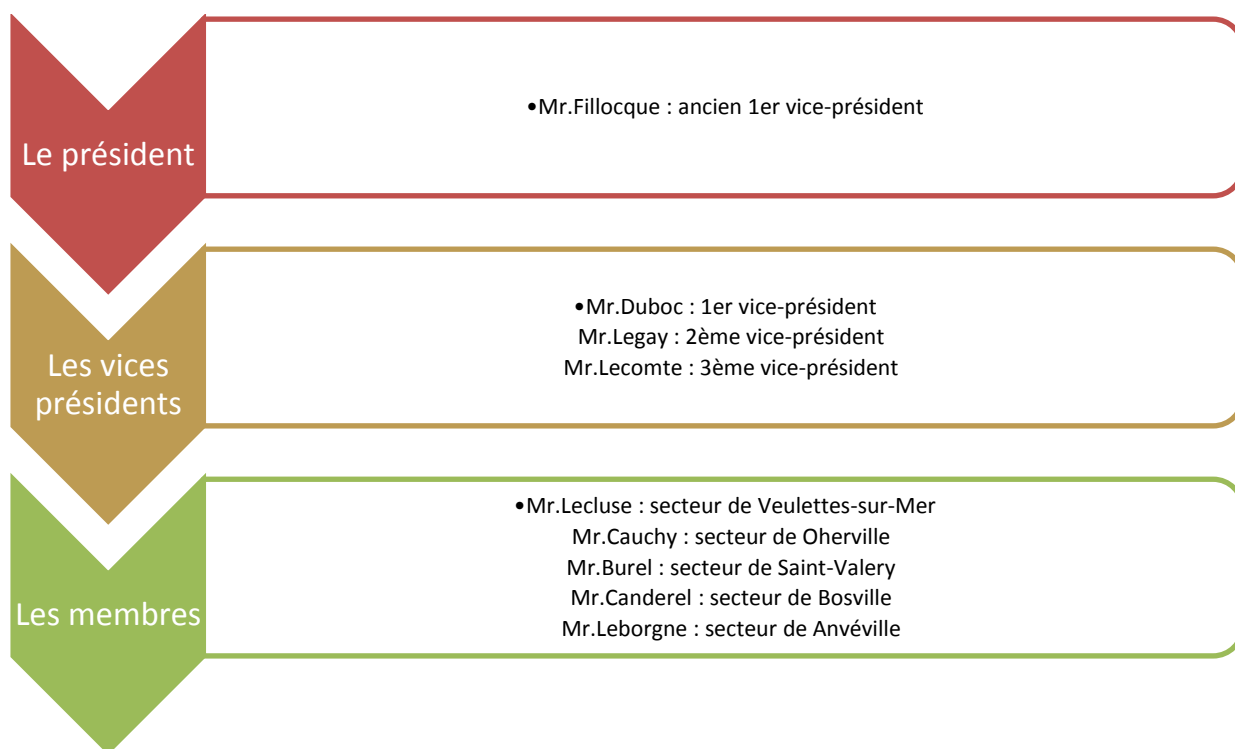 Le président
•Mr.Fillocque : ancien 1er vice-président
Les vices
présidents
•Mr.Duboc : 1er vice-président
Mr.Legay : 2ème vice-président
Mr.Lecomte : 3ème vice-président
Les membres
•Mr.Lecluse : secteur de Veulettes-sur-Mer
Mr.Cauchy : secteur de Oherville
Mr.Burel : secteur de Saint-Valery
Mr.Canderel : secteur de Bosville
Mr.Leborgne : secteur de Anvéville